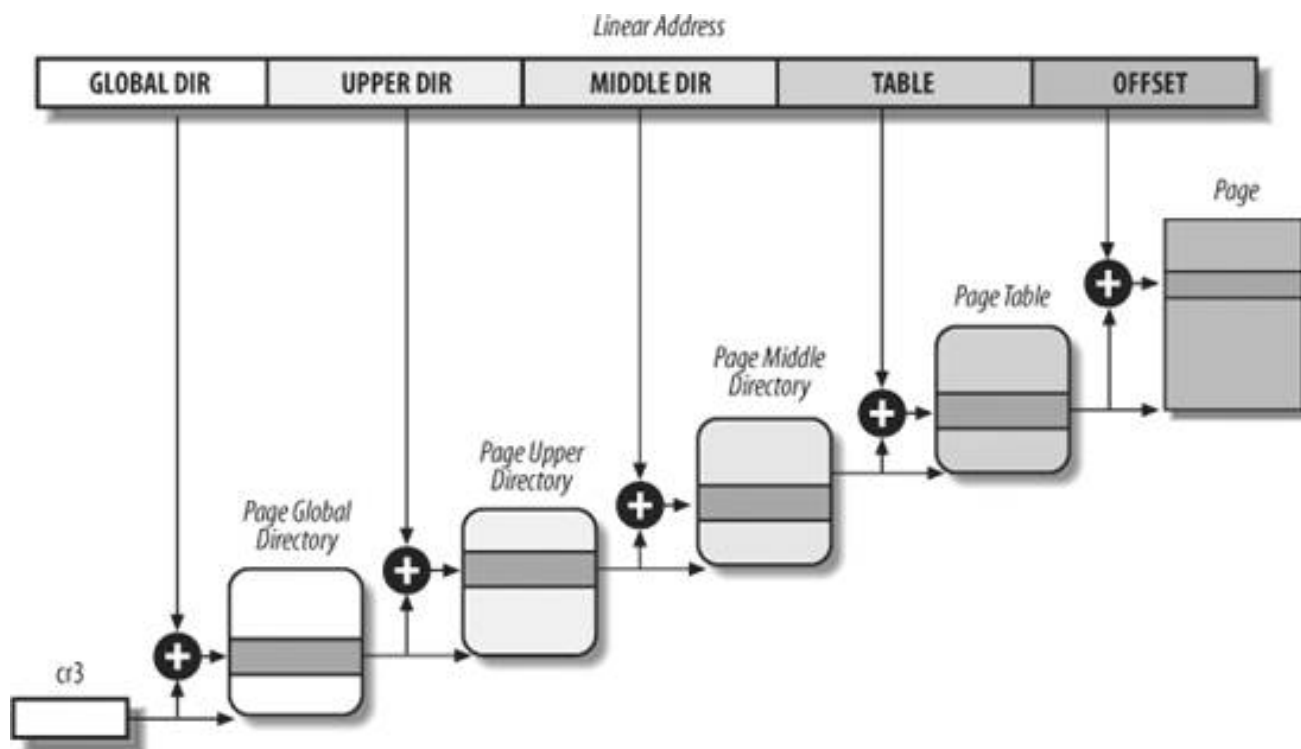 Linear Address
GLOBAL DIR
UPPER DIR
MIDDLE DIR
TABLE
OFFSET
Page
Page Table
Page Middle
Directory
Page Upper
Directory
Page Global
Directory
cr3